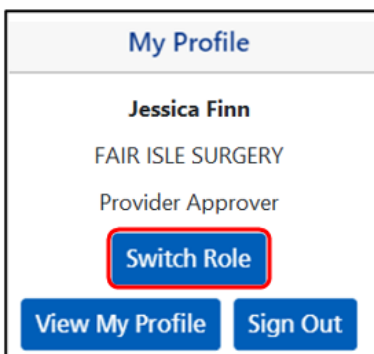 My Profile
Jessica Finn
FAIR ISLE SURGERY
Provider Approver
Switch Role
View My Profile Sign Out